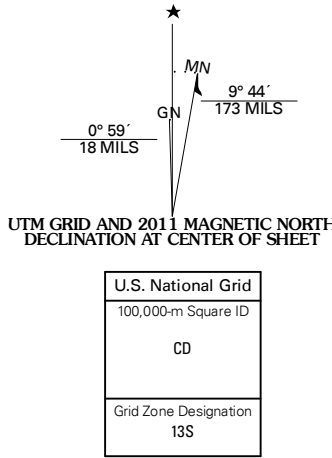 MN
GN
9° 44´
173 MILS
0° 59´
18 MILS
UTM GRID AND 2011 MAGNETIC NORTH
DECLINATION AT CENTER OF SHEET
U.S. National Grid
100,000-m Square ID
CD
Grid Zone Designation
13S